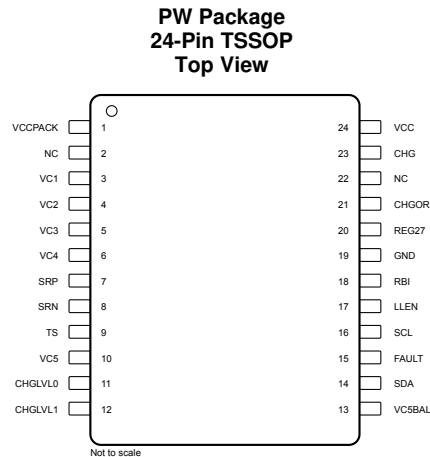 PW Package
24-Pin TSSOP
Top View
VCCPACK 1 24 VCC
NC 2 23 CHG
VC1 3 22 NC
VC2 4 21 CHGOR
VC3 5 20 REG27
VC4 6 19 GND
SRP 7 18 RBI
SRN 8 17 LLEN
TS 9 16 SCL
VC5 10 15 FAULT
CHGLVL0 11 14 SDA
CHGLVL1 12 13 VC5BAL
Not to scale